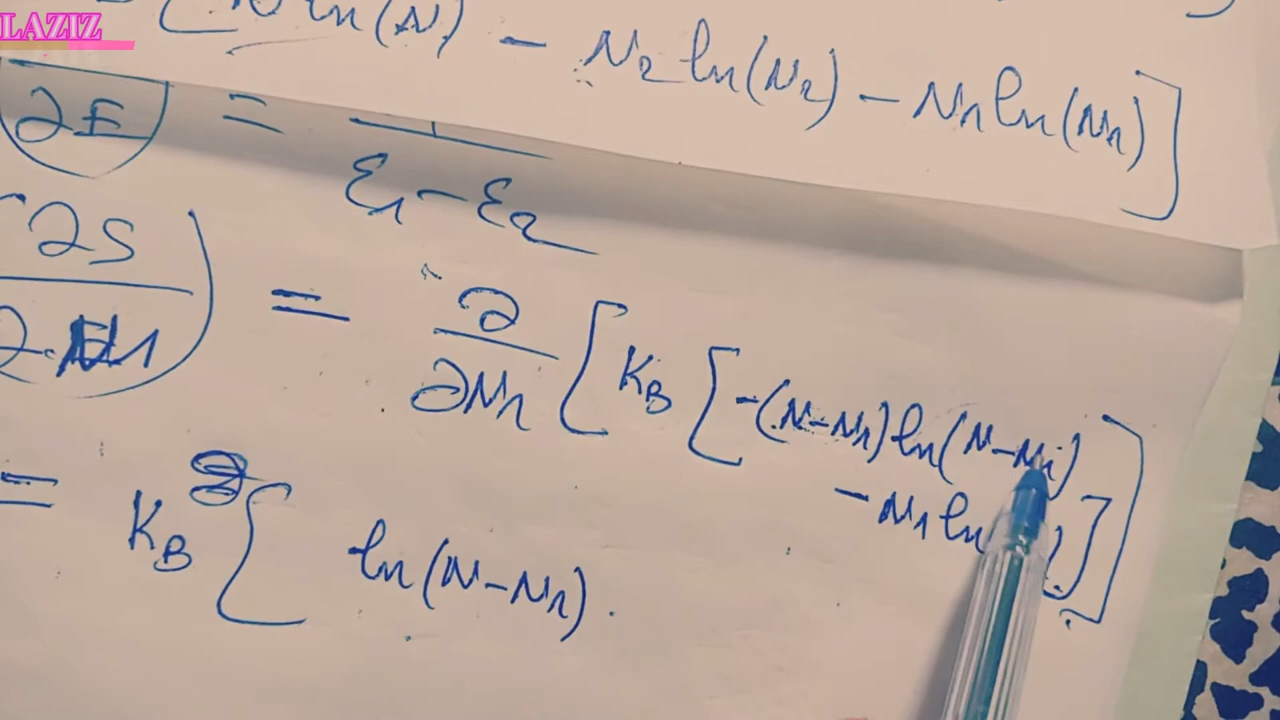 LAZIZ
N ln(N) - N₂ ln(N₂) - N₁ ln(N₁)]
∂E) = ε₁ - ε₂
∂S / ∂N₁) = ∂/∂N₁ [K_B [-(N-N₁) ln(N-N₁)
- N₁ ln )]]
= K_B [ ln(N-N₁)